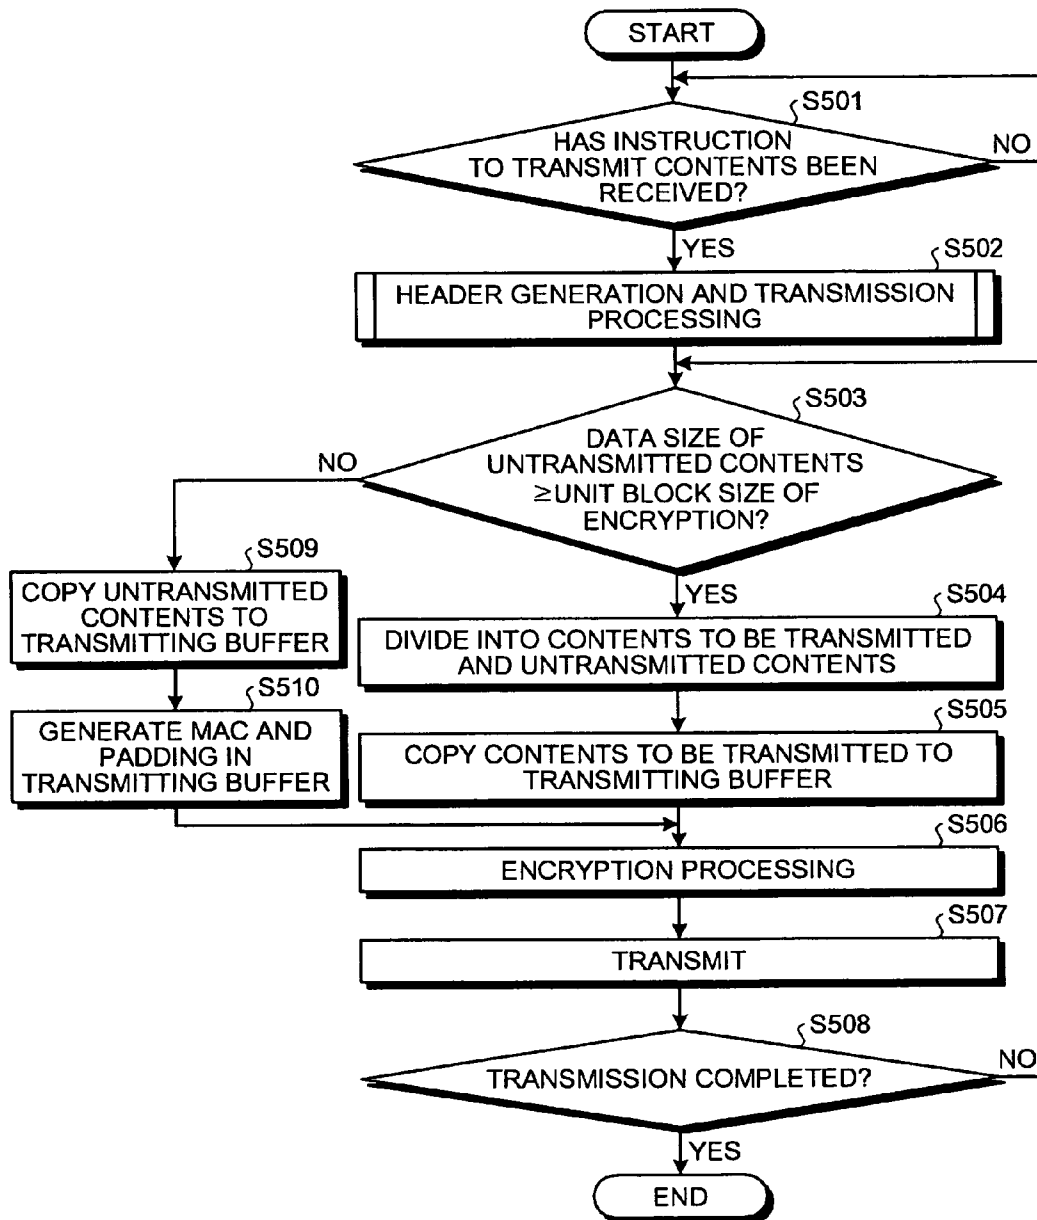 START
S501
HAS INSTRUCTION
TO TRANSMIT CONTENTS BEEN
RECEIVED?
NO
YES
S502
HEADER GENERATION AND TRANSMISSION
PROCESSING
S503
DATA SIZE OF
UNTRANSMITTED CONTENTS
≥UNIT BLOCK SIZE OF
ENCRYPTION?
NO
YES
S509
COPY UNTRANSMITTED
CONTENTS TO
TRANSMITTING BUFFER
S504
DIVIDE INTO CONTENTS TO BE TRANSMITTED
AND UNTRANSMITTED CONTENTS
S510
GENERATE MAC AND
PADDING IN
TRANSMITTING BUFFER
S505
COPY CONTENTS TO BE TRANSMITTED TO
TRANSMITTING BUFFER
S506
ENCRYPTION PROCESSING
S507
TRANSMIT
S508
TRANSMISSION COMPLETED?
NO
YES
END